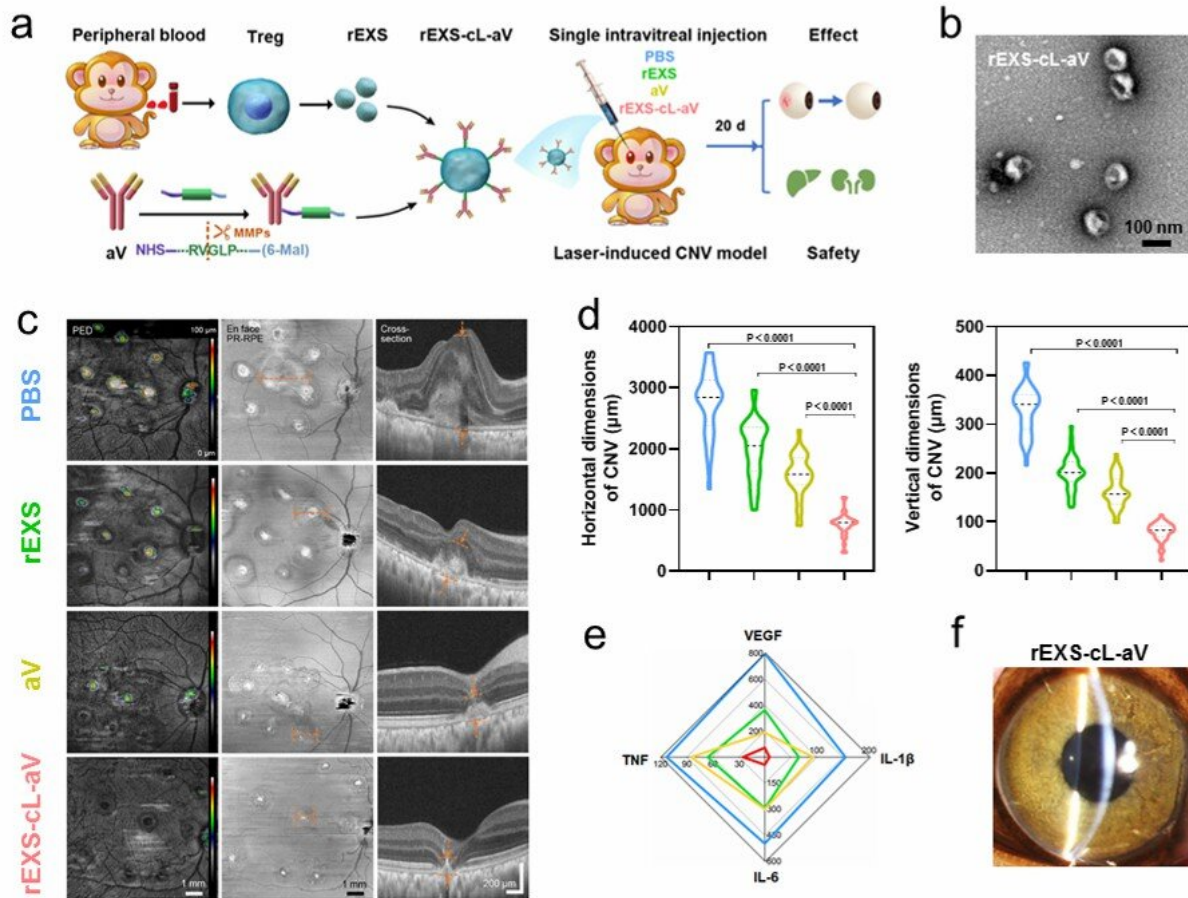 a
Peripheral blood
Treg
rEXS
rEXS-cL-aV
Single intravitreal injection
Effect
PBS
rEXS
aV
rEXS-cL-aV
20 d
MMPs
aV
NHS
RVGLP
(6-Mal)
Laser-induced CNV model
Safety
b
rEXS-cL-aV
100 nm
c
PED
100 μm
0 μm
En face
PR-RPE
Cross-
section
PBS
rEXS
aV
rEXS-cL-aV
1 mm
1 mm
200 μm
d
Horizontal dimensions
of CNV (μm)
4000
3000
2000
1000
0
P < 0.0001
P < 0.0001
P < 0.0001
Vertical dimensions
of CNV (μm)
500
400
300
200
100
0
P < 0.0001
P < 0.0001
P < 0.0001
e
VEGF
800
600
400
200
TNF
120
90
60
30
100
200
IL-1β
150
300
450
600
IL-6
f
rEXS-cL-aV